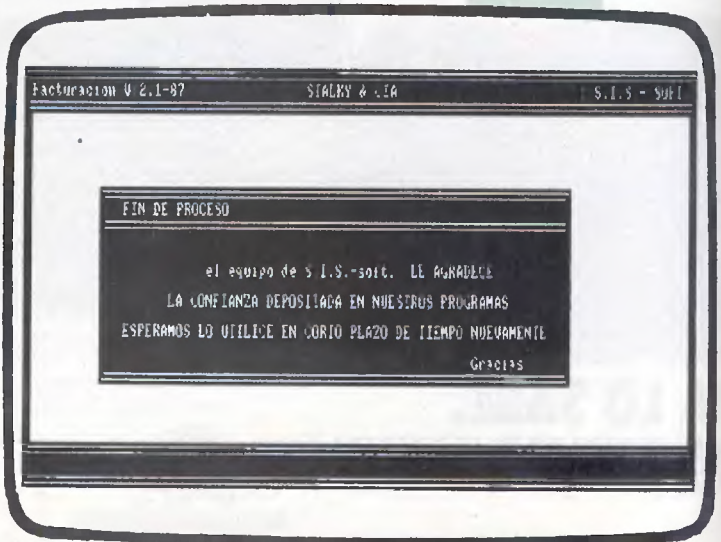 Facturacion V 2.1-87 STALKY & CIA S.I.S - SOFT
FIN DE PROCESO
el equipo de S.I.S.-soft. LE AGRADECE
LA CONFIANZA DEPOSITADA EN NUESTROS PROGRAMAS
ESPERAMOS LO UTILICE EN CORTO PLAZO DE TIEMPO NUEVAMENTE
Gracias